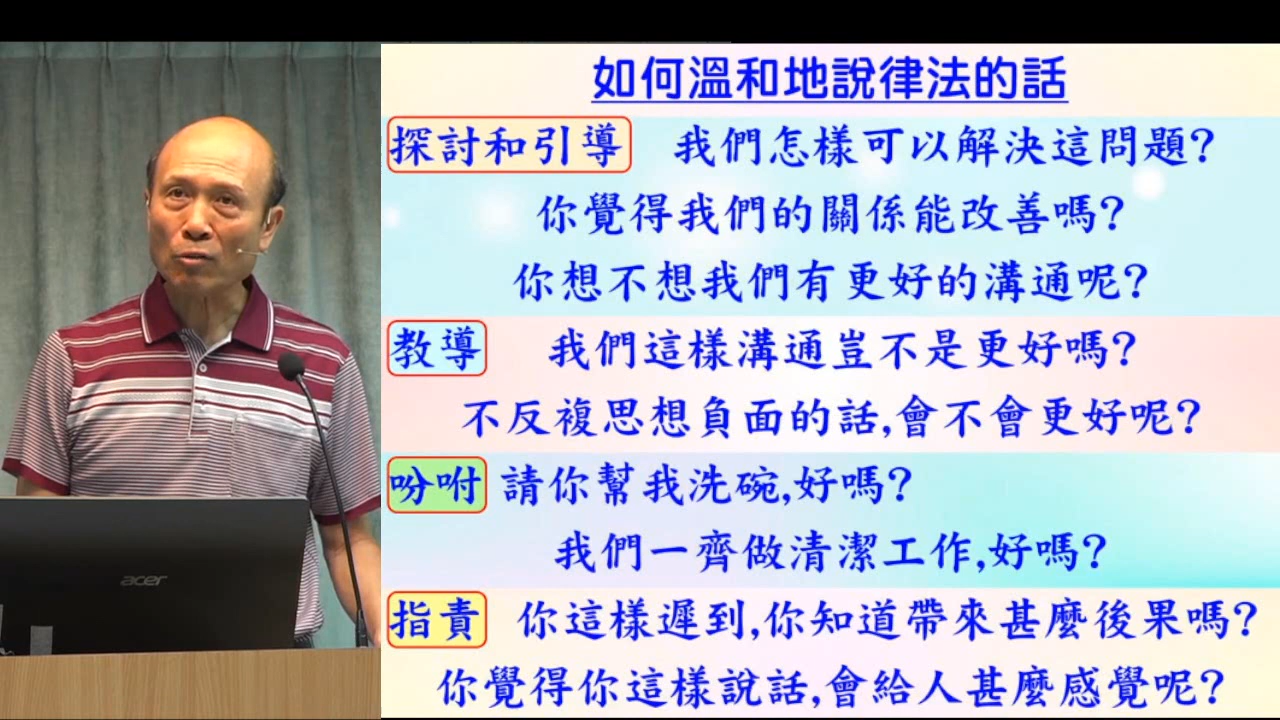 如何溫和地說律法的話
探討和引導 我們怎樣可以解決這問題?
你覺得我們的關係能改善嗎?
你想不想我們有更好的溝通呢?
教導 我們這樣溝通豈不是更好嗎?
不反複思想負面的話,會不會更好呢?
吩咐 請你幫我洗碗,好嗎?
我們一齊做清潔工作,好嗎?
指責 你這樣遲到,你知道帶來甚麼後果嗎?
你覺得你這樣說話,會給人甚麼感覺呢?
acer